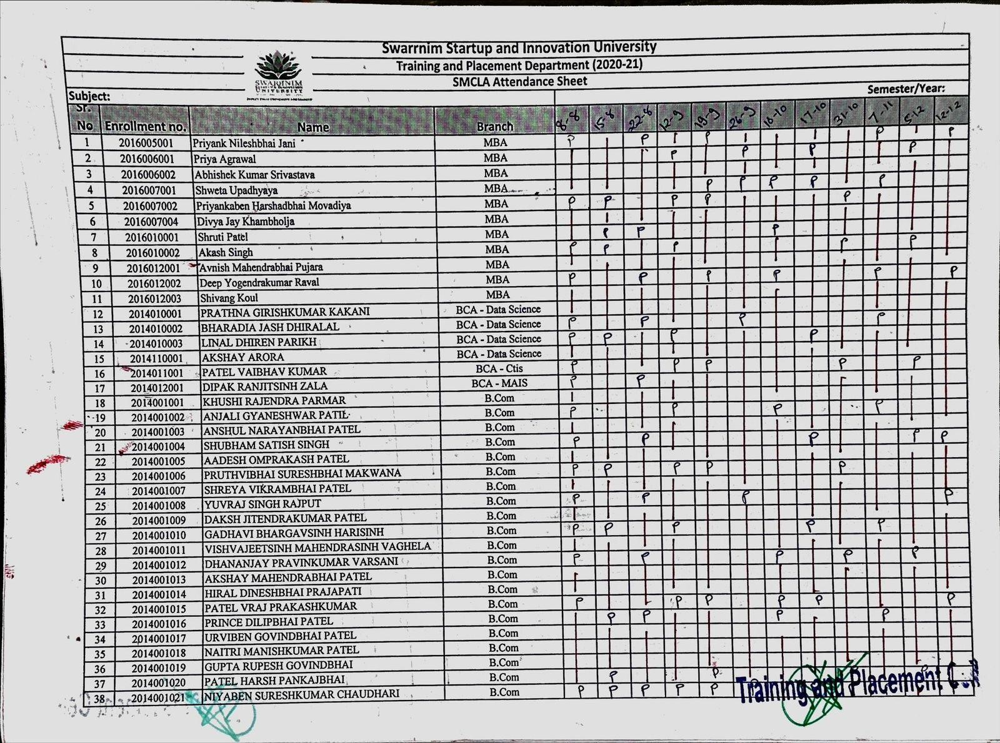 Swarrnim Startup and Innovation University
Training and Placement Department (2020-21)
SMCLA Attendance Sheet
SWARRNIM
UNIVERSITY
Subject: Semester/Year:
Sr. No Enrollment no. Name Branch 8-8 15-8 22-8 12-9 19-9 26-9 16-10 17-10 31-10 7-11 5-12 12-12
1 2016005001 Priyank Nileshbhai Jani MBA P P P P P
2 2016006001 Priya Agrawal MBA P P P P
3 2016006002 Abhishek Kumar Srivastava MBA
4 2016007001 Shweta Upadhyaya MBA P P P P P
5 2016007002 Priyankaben Harshadbhai Movadiya MBA P P P P P
6 2016007004 Divya Jay Khambholja MBA
7 2016010001 Shruti Patel MBA P P P
8 2016010002 Akash Singh MBA P P P P P
9 2016012001 Avnish Mahendrabhai Pujara MBA
10 2016012002 Deep Yogendrakumar Raval MBA P P P P P P
11 2016012003 Shivang Koul MBA
12 2014010001 PRATHNA GIRISHKUMAR KAKANI BCA - Data Science
13 2014010002 BHARADIA JASH DHIRALAL BCA - Data Science P P P P
14 2014010003 LINAL DHIREN PARIKH BCA - Data Science P P P P
15 2014110001 AKSHAY ARORA BCA - Data Science
16 2014011001 PATEL VAIBHAV KUMAR BCA - Ctis P P P P P
17 2014012001 DIPAK RANJITSINH ZALA BCA - MAIS P P
18 2014001001 KHUSHI RAJENDRA PARMAR B.Com
19 2014001002 ANJALI GYANESHWAR PATIL B.Com P P P P
20 2014001003 ANSHUL NARAYANBHAI PATEL B.Com
21 2014001004 SHUBHAM SATISH SINGH B.Com P P P P P
22 2014001005 AADESH OMPRAKASH PATEL B.Com
23 2014001006 PRUTHVIBHAI SURESHBHAI MAKWANA B.Com P P P P P
24 2014001007 SHREYA VIKRAMBHAI PATEL B.Com
25 2014001008 YUVRAJ SINGH RAJPUT B.Com P P P P
26 2014001009 DAKSH JITENDRAKUMAR PATEL B.Com
27 2014001010 GADHAVI BHARGAVSINH HARISINH B.Com P P P P P
28 2014001011 VISHVAJEETSINH MAHENDRASINH VAGHELA B.Com
29 2014001012 DHANANJAY PRAVINKUMAR VARSANI B.Com P P P P P
30 2014001013 AKSHAY MAHENDRABHAI PATEL B.Com
31 2014001014 HIRAL DINESHBHAI PRAJAPATI B.Com
32 2014001015 PATEL VRAJ PRAKASHKUMAR B.Com P P P P P P
33 2014001016 PRINCE DILIPBHAI PATEL B.Com P P P P
34 2014001017 URVIBEN GOVINDBHAI PATEL B.Com
35 2014001018 NAITRI MANISHKUMAR PATEL B.Com
36 2014001019 GUPTA RUPESH GOVINDBHAI B.Com
37 2014001020 PATEL HARSH PANKAJBHAI B.Com P P
38 2014001021 NIYABEN SURESHKUMAR CHAUDHARI B.Com P P P P P
Training and Placement Cell